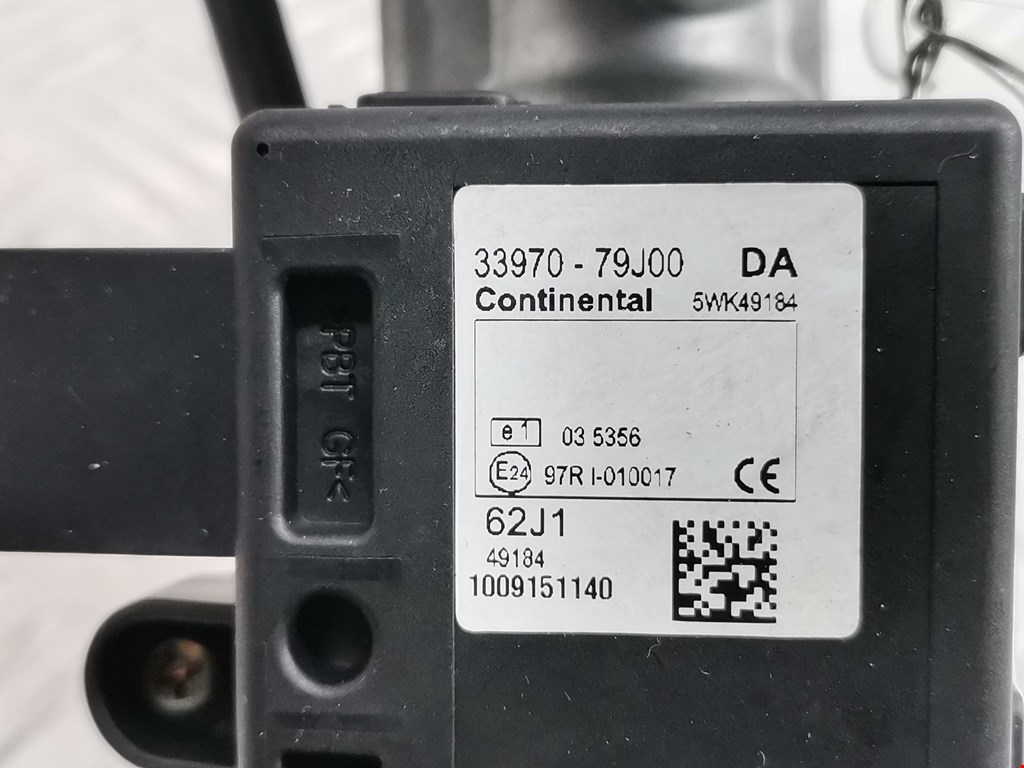 33970 - 79J00 DA
Continental 5WK49184
e1 03 5356
E24 97R I-010017 CE
62J1
49184
1009151140
>PBT GF<